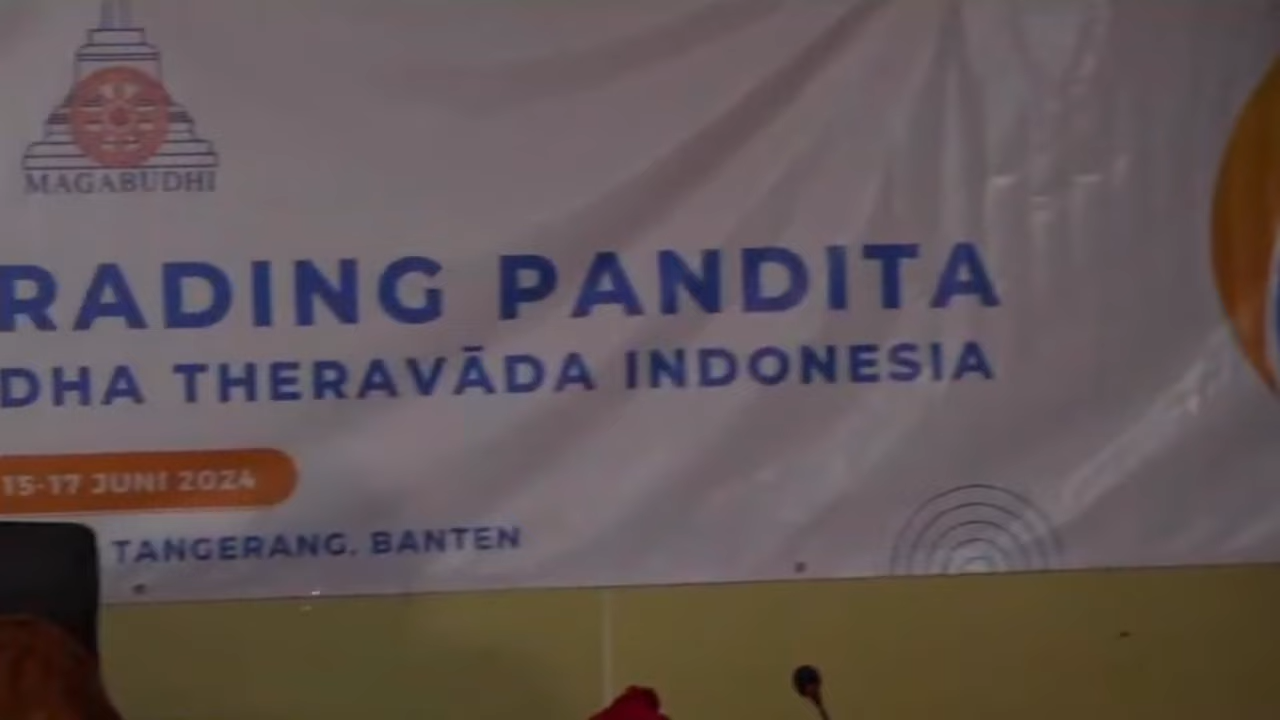 MAGABUDHI
RADING PANDITA
DHA THERAVĀDA INDONESIA
15-17 JUNI 2024
TANGERANG, BANTEN